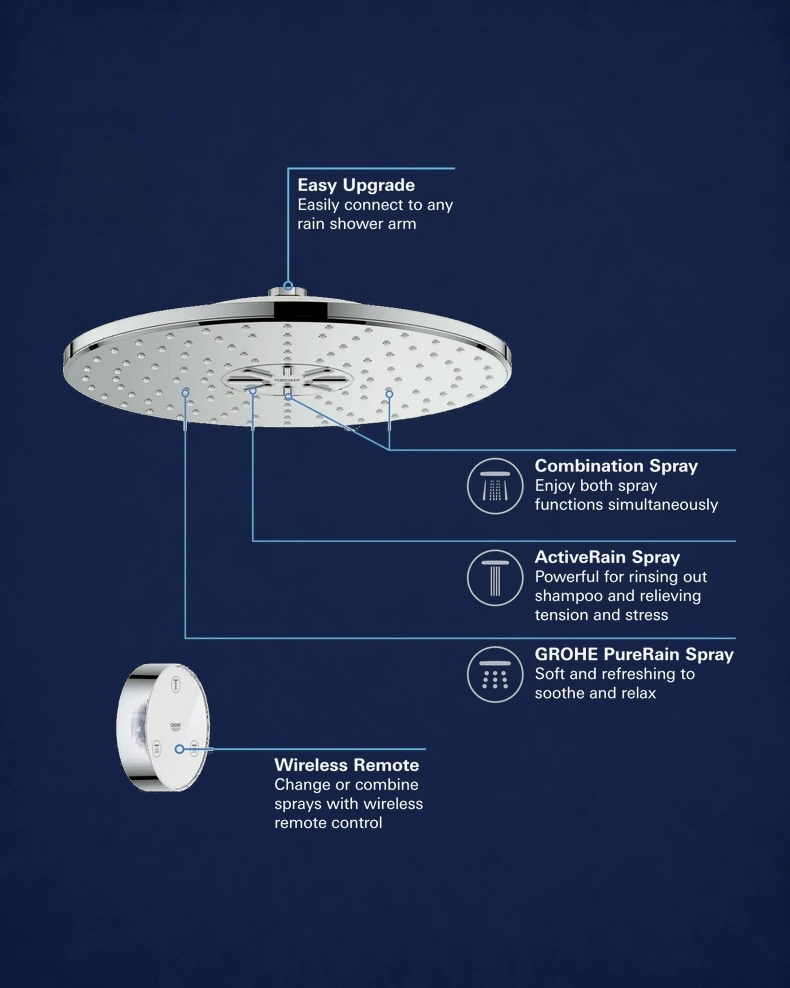 Easy Upgrade
Easily connect to any
rain shower arm
Combination Spray
Enjoy both spray
functions simultaneously
ActiveRain Spray
Powerful for rinsing out
shampoo and relieving
tension and stress
GROHE PureRain Spray
Soft and refreshing to
soothe and relax
GROHE
Wireless Remote
Change or combine
sprays with wireless
remote control